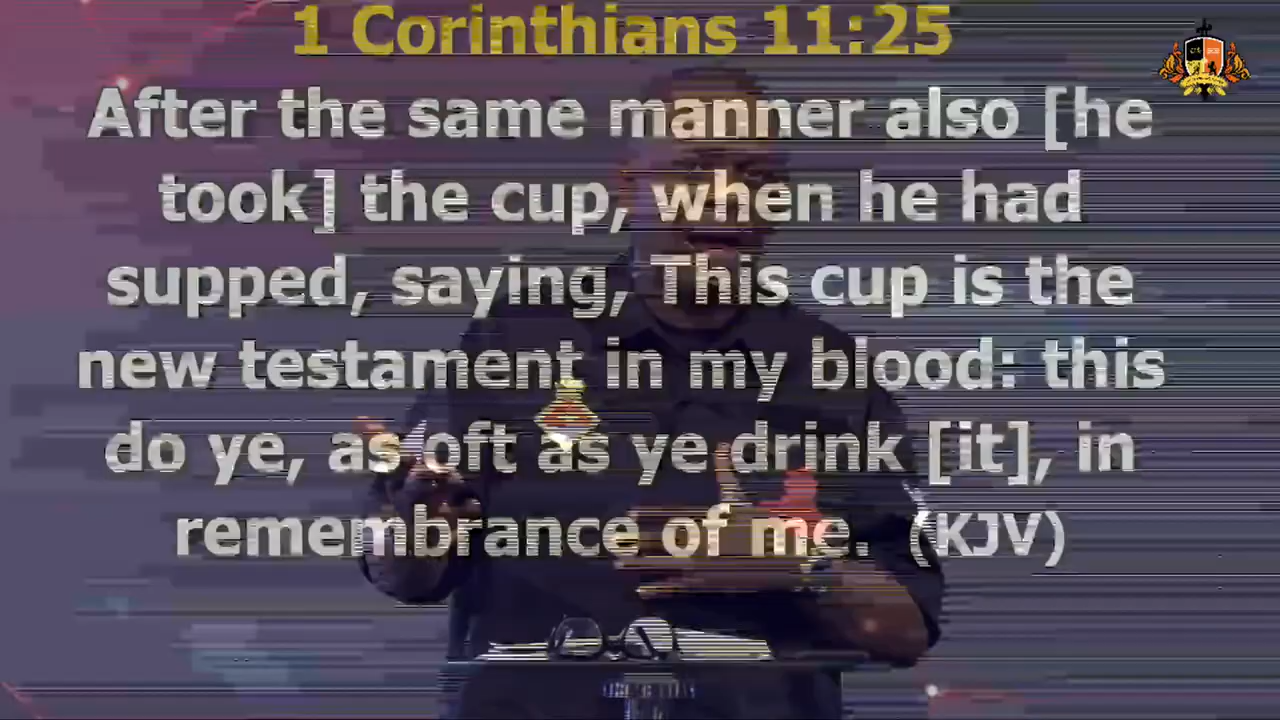 1 Corinthians 11:25
After the same manner also [he
took] the cup, when he had
supped, saying, This cup is the
new testament in my blood: this
do ye, as oft as ye drink [it], in
remembrance of me. (KJV)